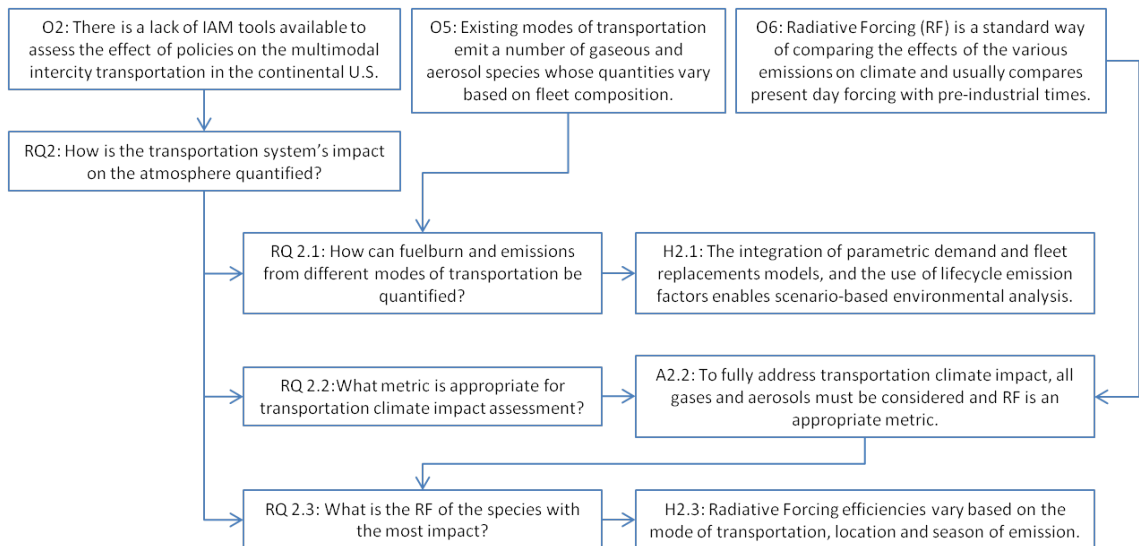 O2: There is a lack of IAM tools available to
assess the effect of policies on the multimodal
intercity transportation in the continental U.S.
O5: Existing modes of transportation
emit a number of gaseous and
aerosol species whose quantities vary
based on fleet composition.
O6: Radiative Forcing (RF) is a standard way
of comparing the effects of the various
emissions on climate and usually compares
present day forcing with pre-industrial times.
RQ2: How is the transportation system's impact
on the atmosphere quantified?
RQ 2.1: How can fuelburn and emissions
from different modes of transportation be
quantified?
H2.1: The integration of parametric demand and fleet
replacements models, and the use of lifecycle emission
factors enables scenario-based environmental analysis.
RQ 2.2:What metric is appropriate for
transportation climate impact assessment?
A2.2: To fully address transportation climate impact, all
gases and aerosols must be considered and RF is an
appropriate metric.
RQ 2.3: What is the RF of the species with
the most impact?
H2.3: Radiative Forcing efficiencies vary based on the
mode of transportation, location and season of emission.